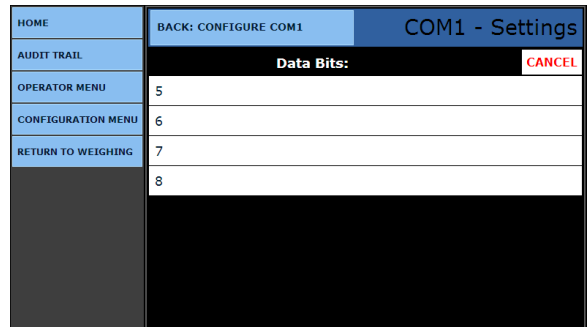 HOME
AUDIT TRAIL
OPERATOR MENU
CONFIGURATION MENU
RETURN TO WEIGHING
BACK: CONFIGURE COM1
COM1 - Settings
Data Bits:
CANCEL
5
6
7
8